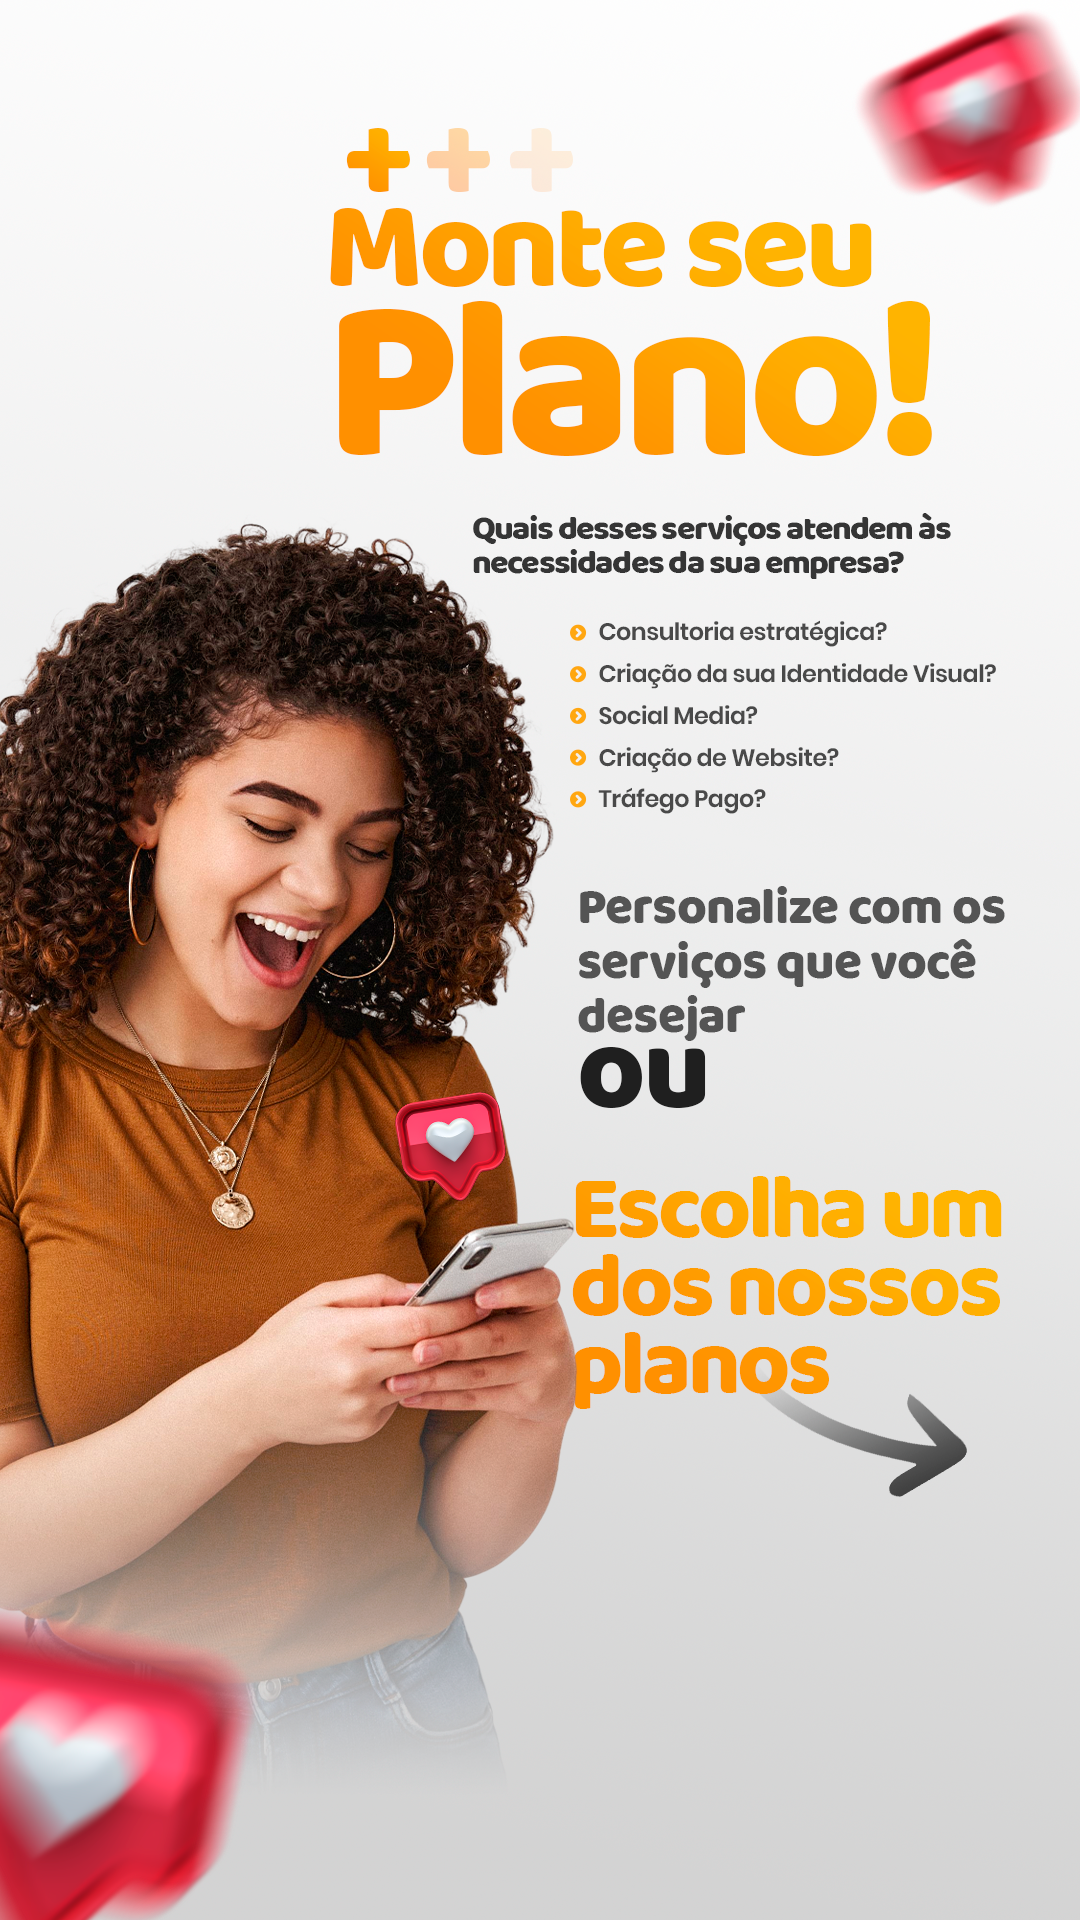 +++
Monte seu
Plano!
Quais desses serviços atendem às
necessidades da sua empresa?
Consultoria estratégica?
Criação da sua Identidade Visual?
Social Media?
Criação de Website?
Tráfego Pago?
Personalize com os
serviços que você
desejar
ou
Escolha um
dos nossos
planos